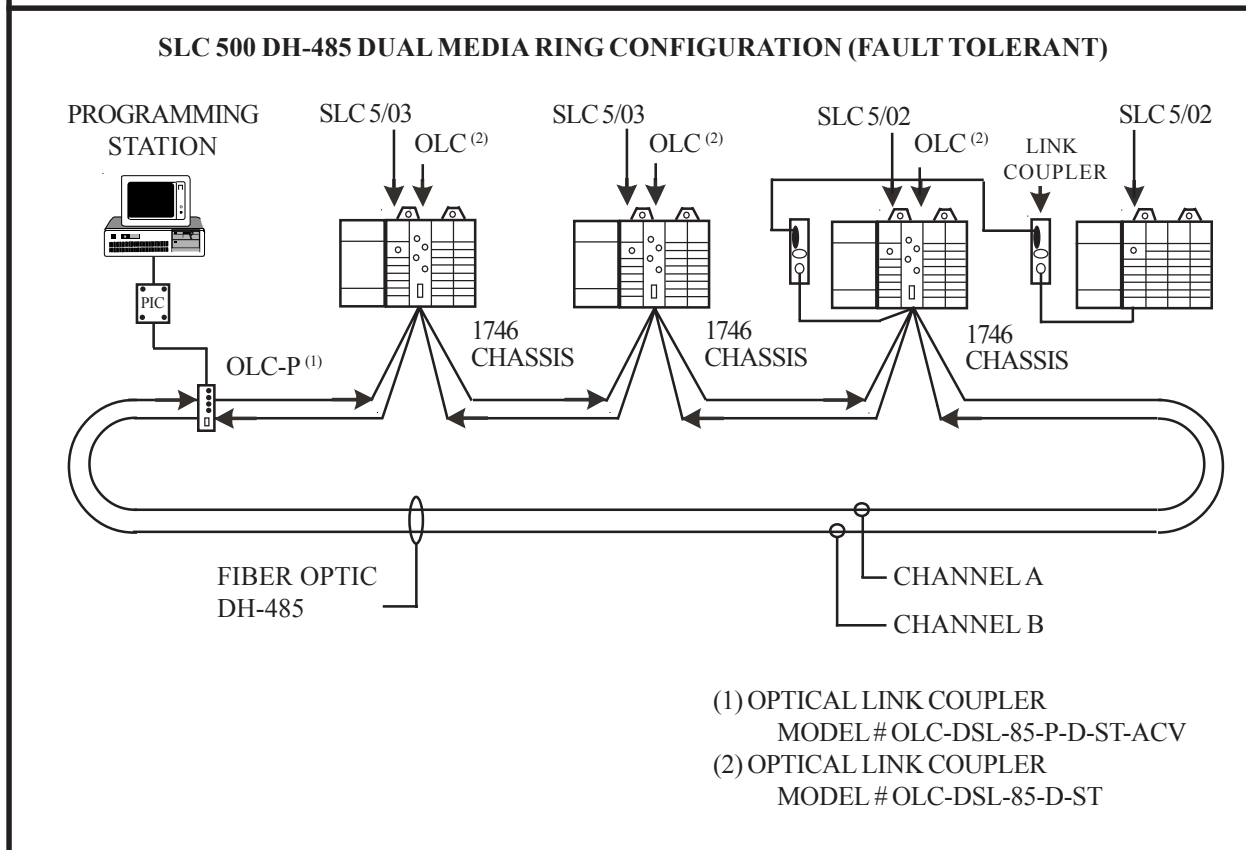 SLC 500 DH-485 DUAL MEDIA RING CONFIGURATION (FAULT TOLERANT)
PROGRAMMING
STATION
SLC 5/03
OLC (2)
SLC 5/03
OLC (2)
SLC 5/02
OLC (2)
LINK
COUPLER
SLC 5/02
PIC
OLC-P (1)
1746
CHASSIS
1746
CHASSIS
1746
CHASSIS
FIBER OPTIC
DH-485
CHANNEL A
CHANNEL B
(1) OPTICAL LINK COUPLER
MODEL # OLC-DSL-85-P-D-ST-ACV
(2) OPTICAL LINK COUPLER
MODEL # OLC-DSL-85-D-ST